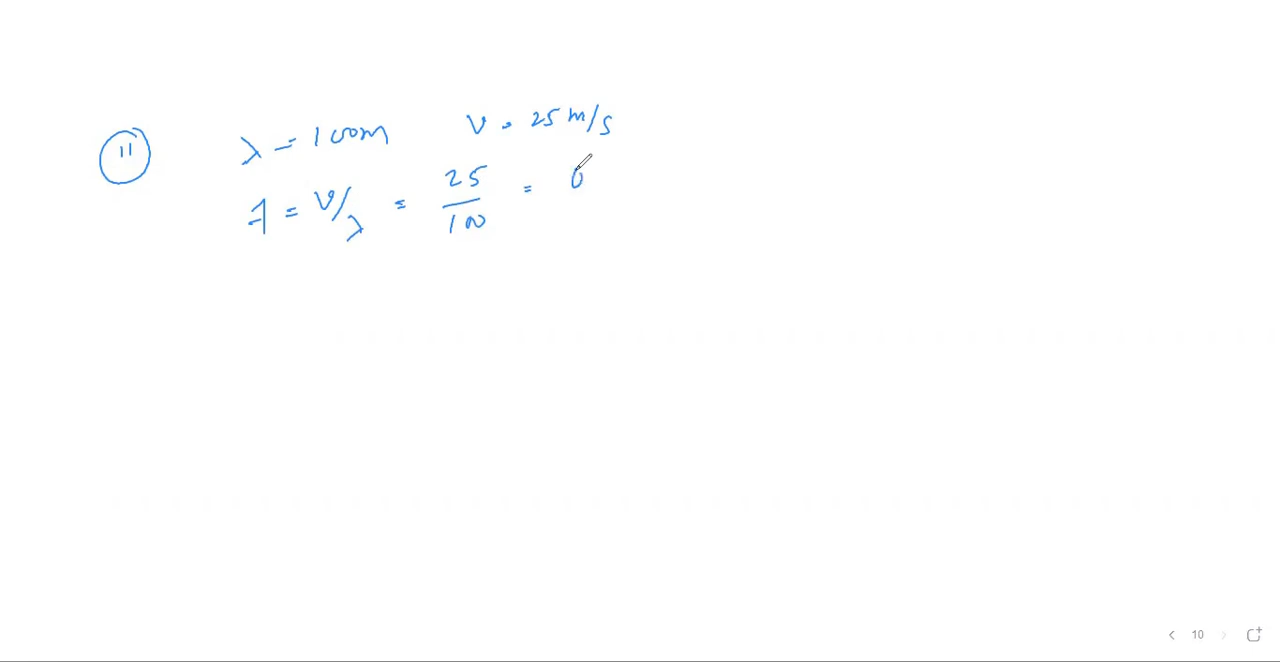 11 λ = 100m v = 25 m/s
f = v/λ = 25/100 = 0
10